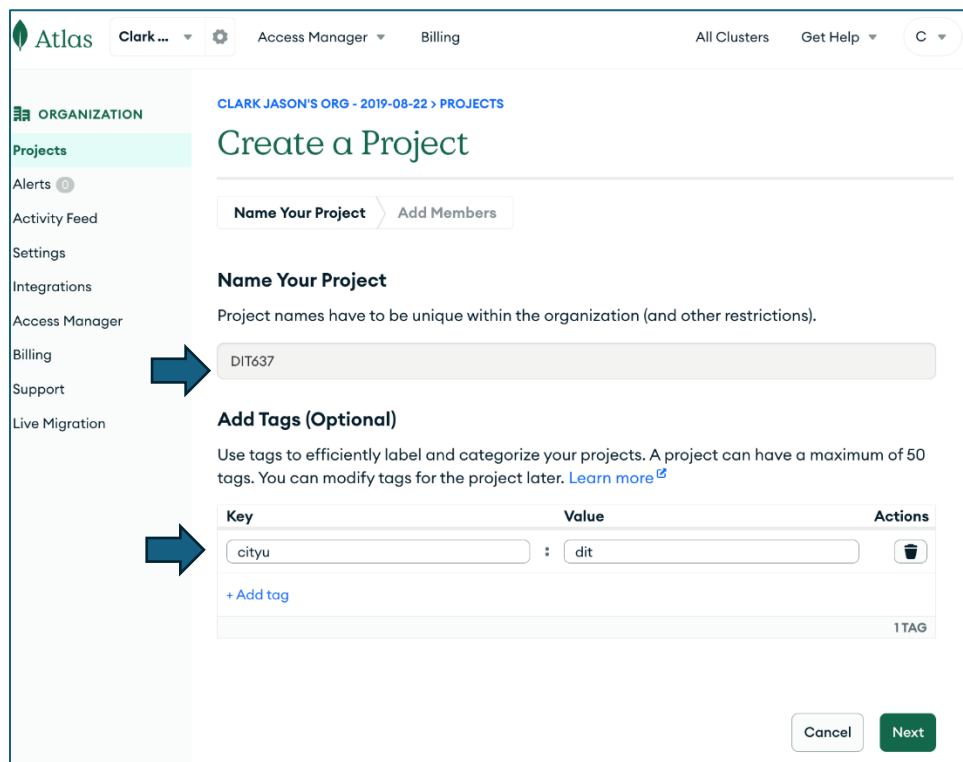 Atlas
Clark ...
Access Manager
Billing
All Clusters
Get Help
C
ORGANIZATION
Projects
Alerts 0
Activity Feed
Settings
Integrations
Access Manager
Billing
Support
Live Migration
CLARK JASON'S ORG - 2019-08-22 > PROJECTS
Create a Project
Name Your Project
Add Members
Name Your Project
Project names have to be unique within the organization (and other restrictions).
DIT637
Add Tags (Optional)
Use tags to efficiently label and categorize your projects. A project can have a maximum of 50
tags. You can modify tags for the project later. Learn more
Key Value Actions
cityu : dit
+ Add tag
1 TAG
Cancel
Next